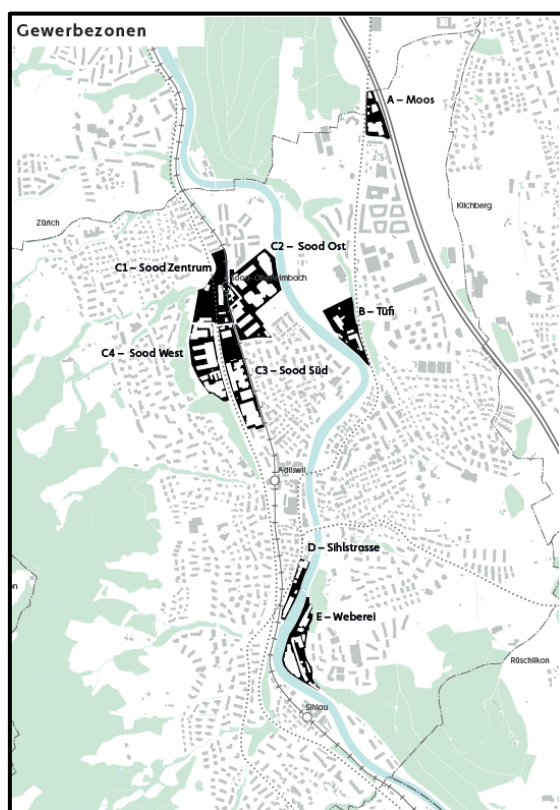 Gewerbezonen
A – Moos
Kilchberg
Zürich
C2 – Sood Ost
C1 – Sood Zentrum
B – Tüfi
C4 – Sood West
C3 – Sood Süd
Adliswil
D – Sihlstrasse
E – Weberei
Rüschlikon
Sihlau